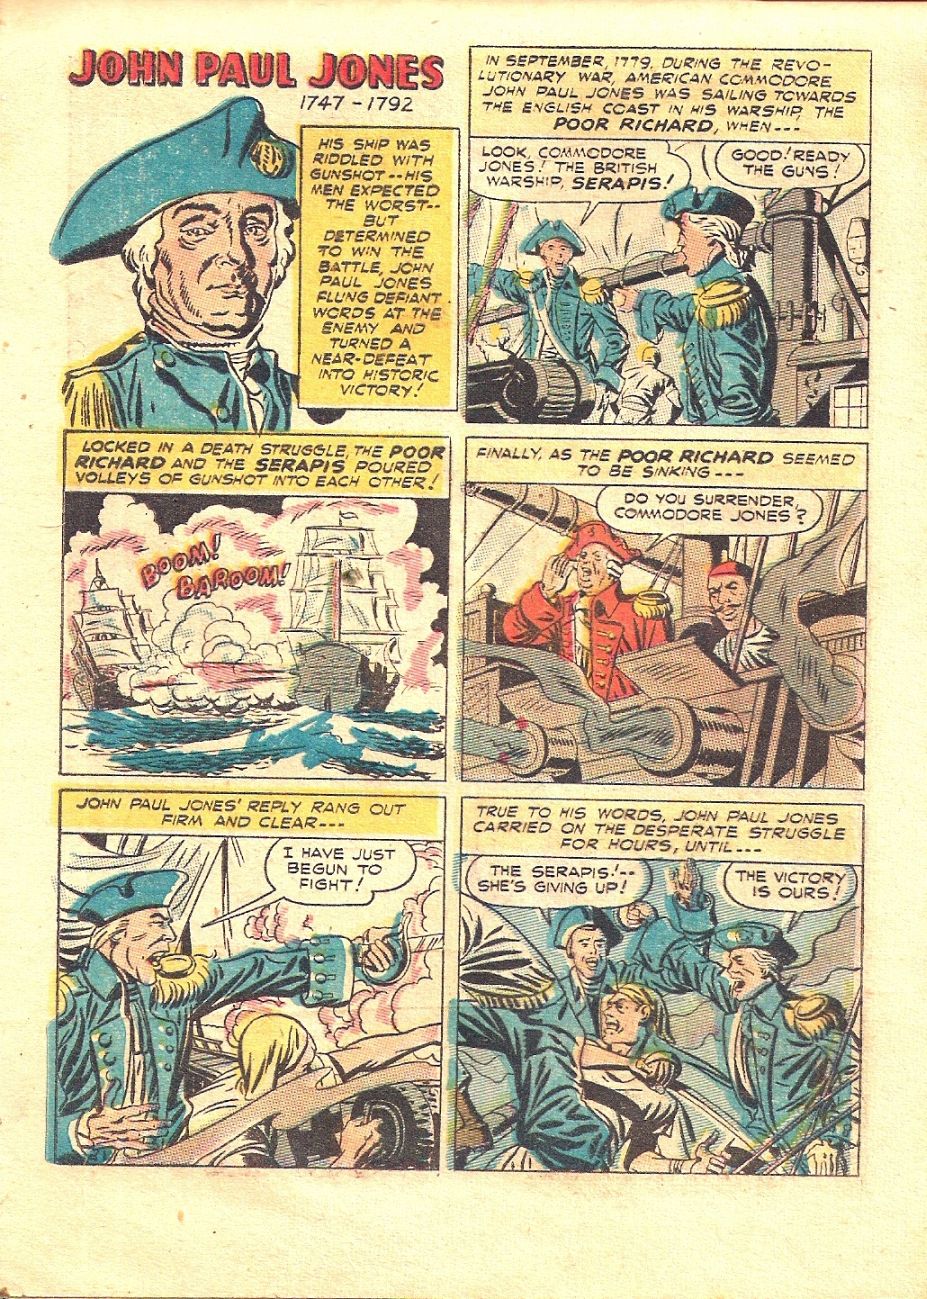 JOHN PAUL JONES
1747 - 1792
HIS SHIP WAS
RIDDLED WITH
GUNSHOT -- HIS
MEN EXPECTED
THE WORST--
BUT
DETERMINED
TO WIN THE
BATTLE, JOHN
PAUL JONES
FLUNG DEFIANT
WORDS AT THE
ENEMY AND
TURNED A
NEAR-DEFEAT
INTO HISTORIC
VICTORY!
IN SEPTEMBER, 1779, DURING THE REVO-
LUTIONARY WAR, AMERICAN COMMODORE
JOHN PAUL JONES WAS SAILING TOWARDS
THE ENGLISH COAST IN HIS WARSHIP, THE
POOR RICHARD, WHEN ---
LOOK, COMMODORE
JONES! THE BRITISH
WARSHIP, SERAPIS!
GOOD! READY
THE GUNS!
LOCKED IN A DEATH STRUGGLE, THE POOR
RICHARD AND THE SERAPIS POURED
VOLLEYS OF GUNSHOT INTO EACH OTHER!
BOOM!
BAROOM!
FINALLY, AS THE POOR RICHARD SEEMED
TO BE SINKING ---
DO YOU SURRENDER,
COMMODORE JONES?
JOHN PAUL JONES' REPLY RANG OUT
FIRM AND CLEAR---
I HAVE JUST
BEGUN TO
FIGHT!
TRUE TO HIS WORDS, JOHN PAUL JONES
CARRIED ON THE DESPERATE STRUGGLE
FOR HOURS, UNTIL---
THE SERAPIS!--
SHE'S GIVING UP!
THE VICTORY
IS OURS!